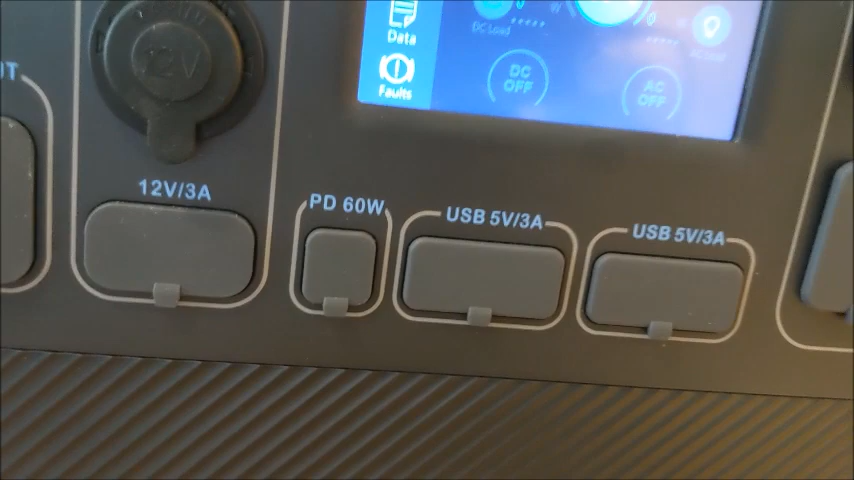 12V
Data
Faults
DC Load
DC
OFF
AC
OFF
12V/3A
PD 60W
USB 5V/3A
USB 5V/3A